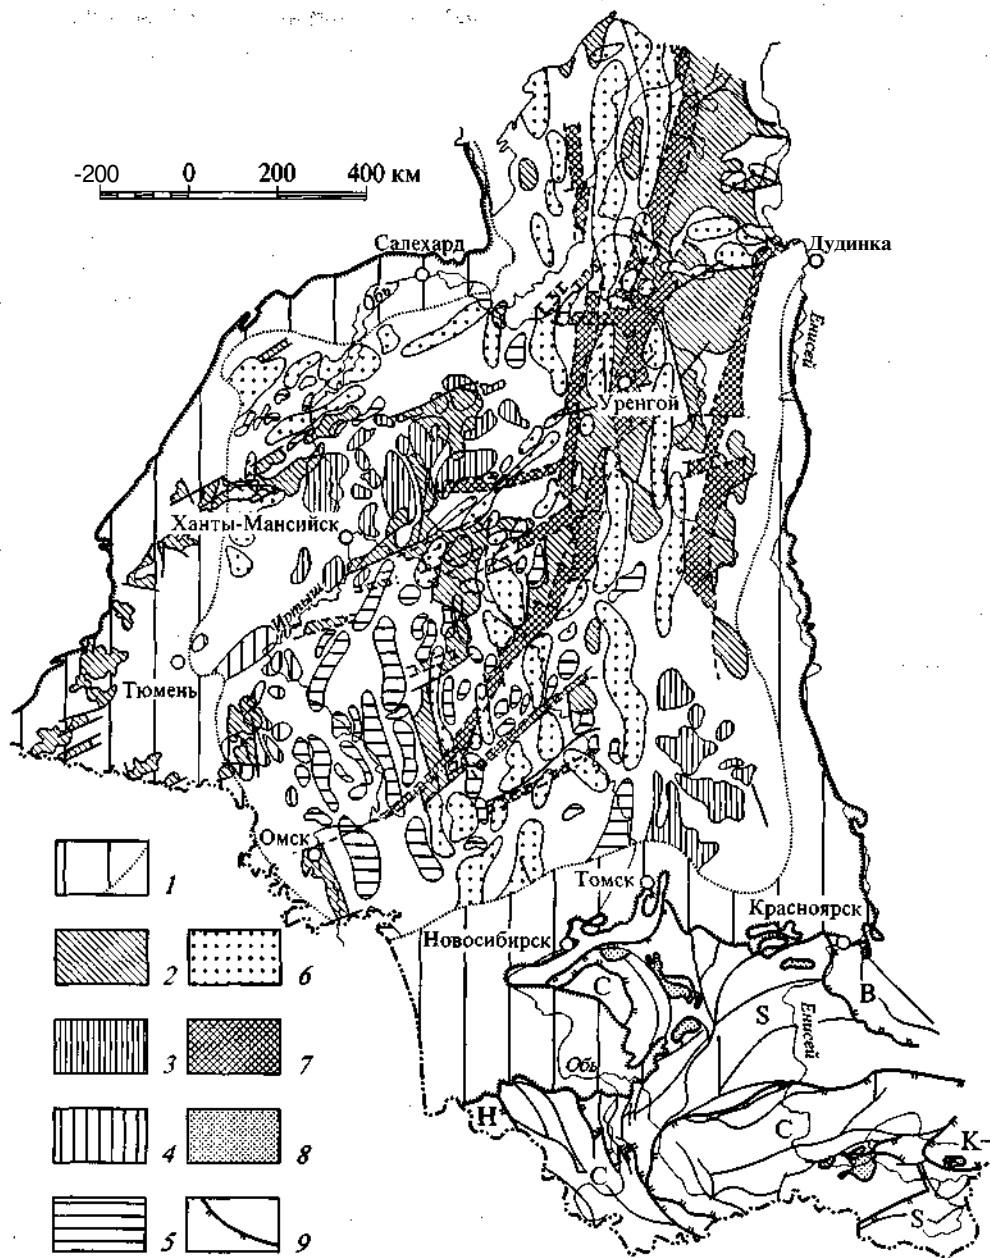 -200 0 200 400 км
Салехард
Дудинка
Обь
Енисей
Уренгой
Ханты-Мансийск
Иртыш
Тюмень
Омск
Томск
Красноярск
Новосибирск
1
2 6
3 7
4 8
5 9
С
В
S
Енисей
Обь
Н
С
С
К-
S